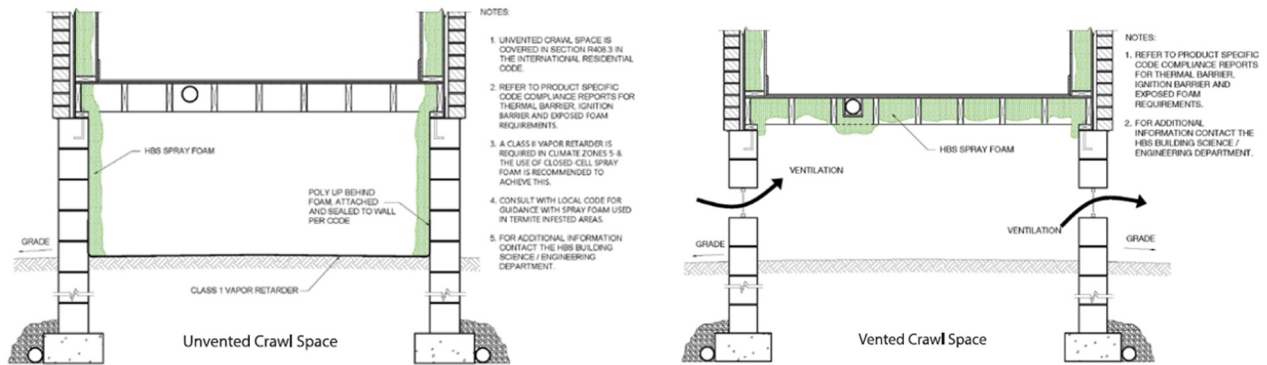 NOTES:
1. UNVENTED CRAWL SPACE IS
COVERED IN SECTION R408.3 IN
THE INTERNATIONAL RESIDENTIAL
CODE.
2. REFER TO PRODUCT SPECIFIC
CODE COMPLIANCE REPORTS FOR
THERMAL BARRIER, IGNITION
BARRIER AND EXPOSED FOAM
REQUIREMENTS.
3. A CLASS II VAPOR RETARDER IS
REQUIRED IN CLIMATE ZONES 5-8.
THE USE OF CLOSED-CELL SPRAY
FOAM IS RECOMMENDED TO
ACHIEVE THIS.
4. CONSULT WITH LOCAL CODE FOR
GUIDANCE WITH SPRAY FOAM USED
IN TERMITE INFESTED AREAS.
5. FOR ADDITIONAL INFORMATION
CONTACT THE HBS BUILDING
SCIENCE / ENGINEERING
DEPARTMENT.
HBS SPRAY FOAM
POLY UP BEHIND
FOAM, ATTACHED
AND SEALED TO WALL
PER CODE
GRADE
CLASS 1 VAPOR RETARDER
Unvented Crawl Space
NOTES:
1. REFER TO PRODUCT SPECIFIC
CODE COMPLIANCE REPORTS
FOR THERMAL BARRIER,
IGNITION BARRIER AND
EXPOSED FOAM
REQUIREMENTS.
2. FOR ADDITIONAL
INFORMATION CONTACT THE
HBS BUILDING SCIENCE /
ENGINEERING DEPARTMENT.
HBS SPRAY FOAM
VENTILATION
VENTILATION
GRADE
GRADE
Vented Crawl Space